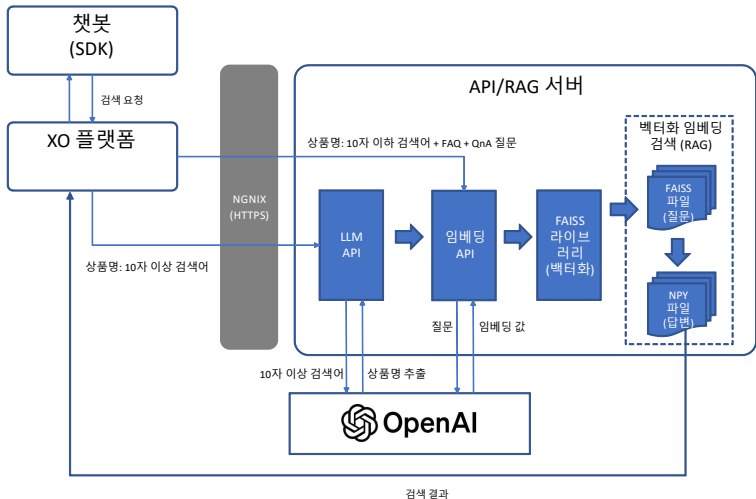 챗봇
(SDK)
검색 요청
XO 플랫폼
상품명: 10자 이상 검색어
NGNIX
(HTTPS)
API/RAG 서버
상품명: 10자 이하 검색어 + FAQ + QnA 질문
LLM
API
임베딩
API
FAISS
라이브
러리
(벡터화)
벡터화 임베딩
검색 (RAG)
FAISS
파일
(질문)
NPY
파일
(답변)
10자 이상 검색어
상품명 추출
질문
임베딩 값
OpenAI
검색 결과